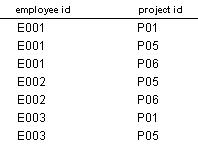 employee id project id
E001 P01
E001 P05
E001 P06
E002 P05
E002 P06
E003 P01
E003 P05